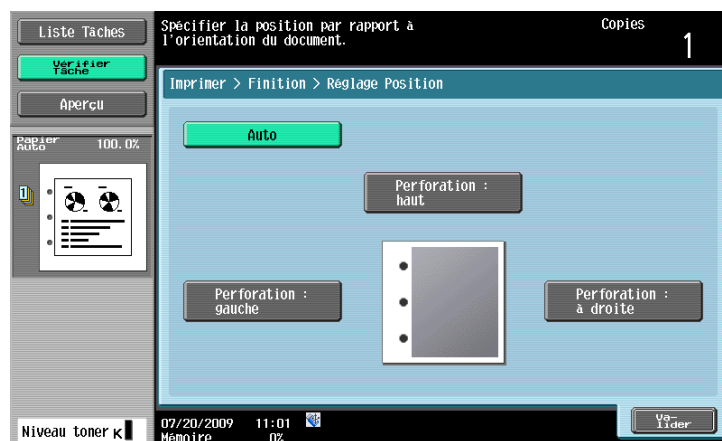 Liste Tâches
Vérifier
Tâche
Aperçu
Papier
Auto
100.0%
1
Niveau toner K
Spécifier la position par rapport à
l'orientation du document.
Copies
1
Imprimer > Finition > Réglage Position
Auto
Perforation :
haut
Perforation :
gauche
Perforation :
à droite
07/20/2009 11:01
Mémoire 0%
Va-
lider